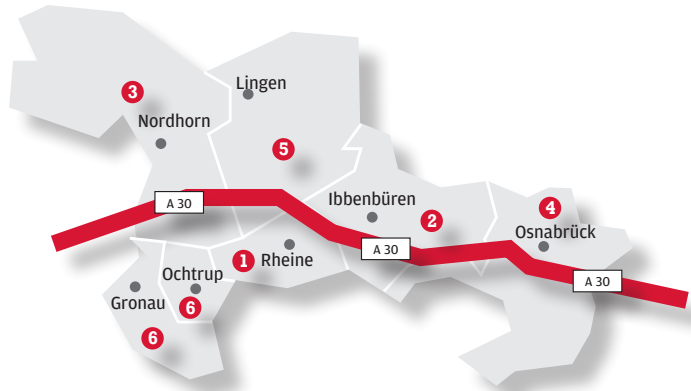 Lingen
3
Nordhorn
5
A 30
Ibbenbüren
2
4
Osnabrück
A 30
Rheine
1
Ochtrup
A 30
Gronau
6
6